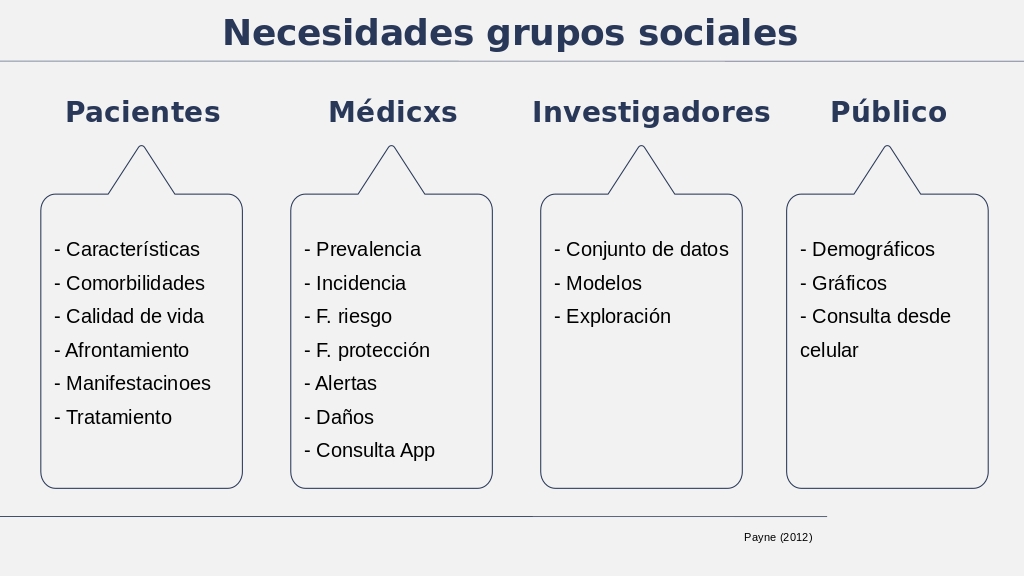 Necesidades grupos sociales
Pacientes
- Características
- Comorbilidades
- Calidad de vida
- Afrontamiento
- Manifestacinoes
- Tratamiento
Médicxs
- Prevalencia
- Incidencia
- F. riesgo
- F. protección
- Alertas
- Daños
- Consulta App
Investigadores
- Conjunto de datos
- Modelos
- Exploración
Público
- Demográficos
- Gráficos
- Consulta desde
celular
Payne (2012)